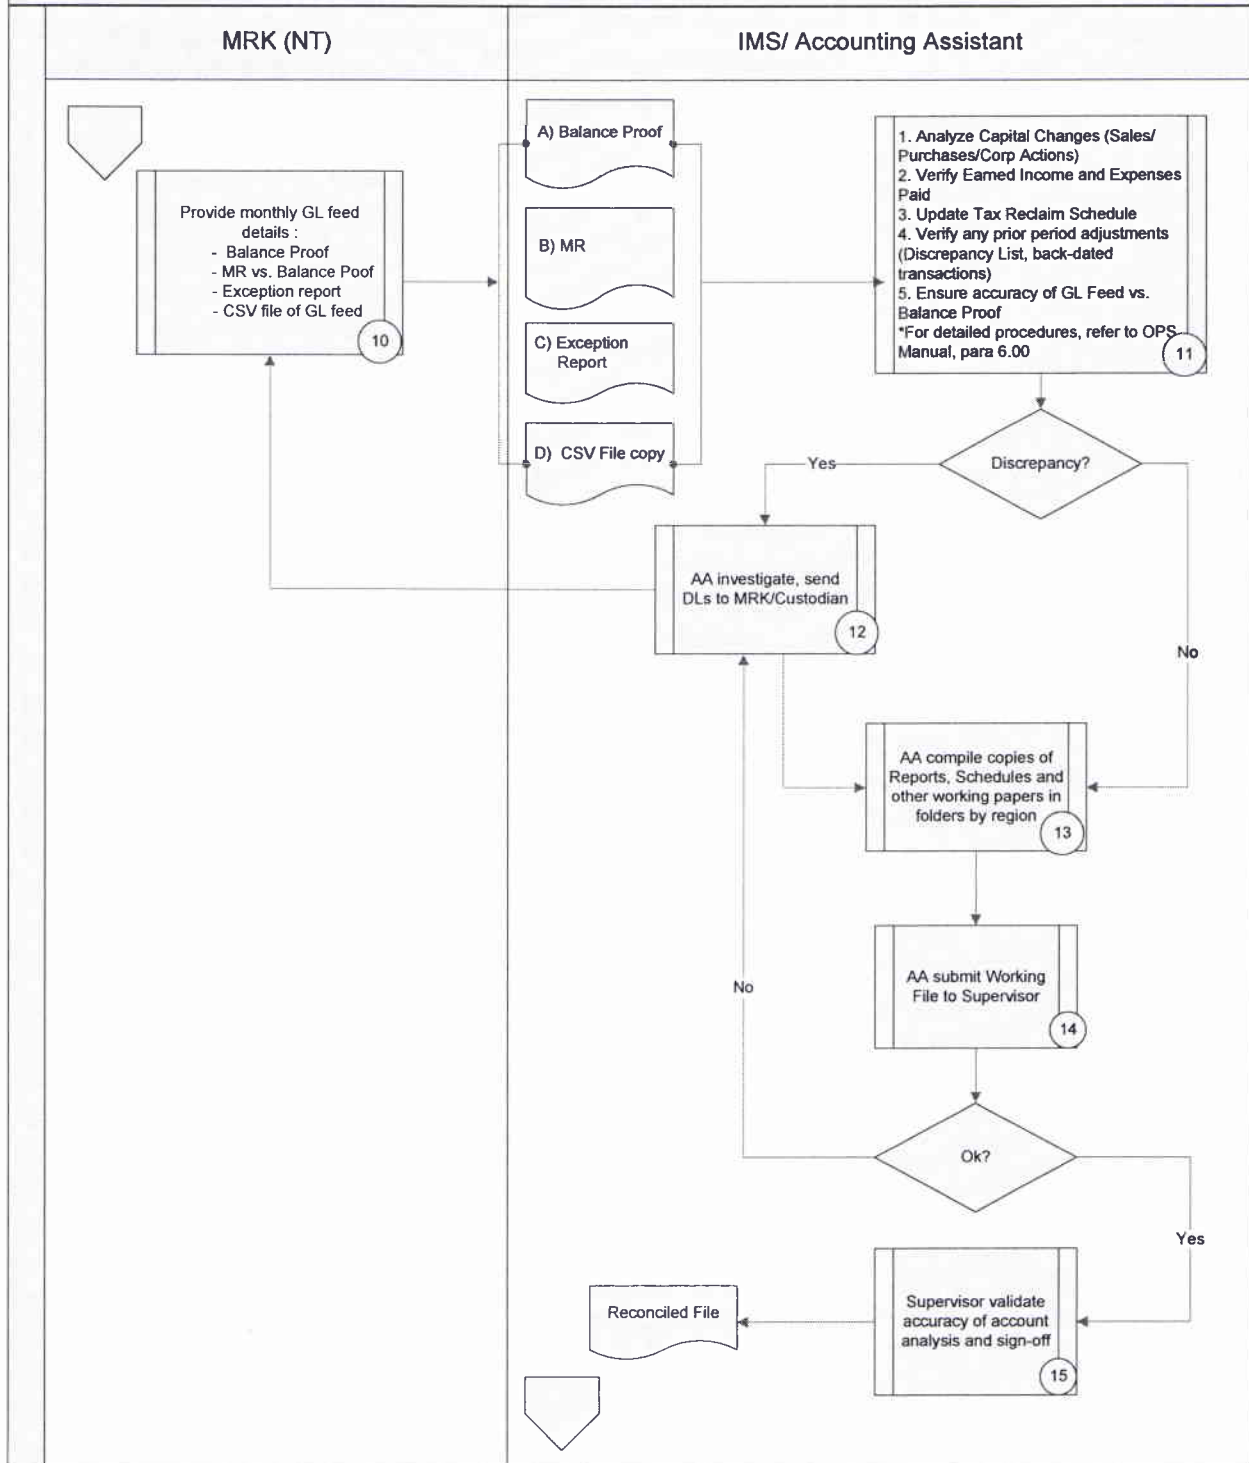 MRK (NT)
IMS/ Accounting Assistant
Provide monthly GL feed
details :
- Balance Proof
- MR vs. Balance Poof
- Exception report
- CSV file of GL feed
10
A) Balance Proof
B) MR
C) Exception
Report
D) CSV File copy
1. Analyze Capital Changes (Sales/
Purchases/Corp Actions)
2. Verify Earned Income and Expenses
Paid
3. Update Tax Reclaim Schedule
4. Verify any prior period adjustments
(Discrepancy List, back-dated
transactions)
5. Ensure accuracy of GL Feed vs.
Balance Proof
*For detailed procedures, refer to OPS
Manual, para 6.00
11
Discrepancy?
Yes
No
AA investigate, send
DLs to MRK/Custodian
12
AA compile copies of
Reports, Schedules and
other working papers in
folders by region
13
AA submit Working
File to Supervisor
14
No
Ok?
Yes
Supervisor validate
accuracy of account
analysis and sign-off
15
Reconciled File